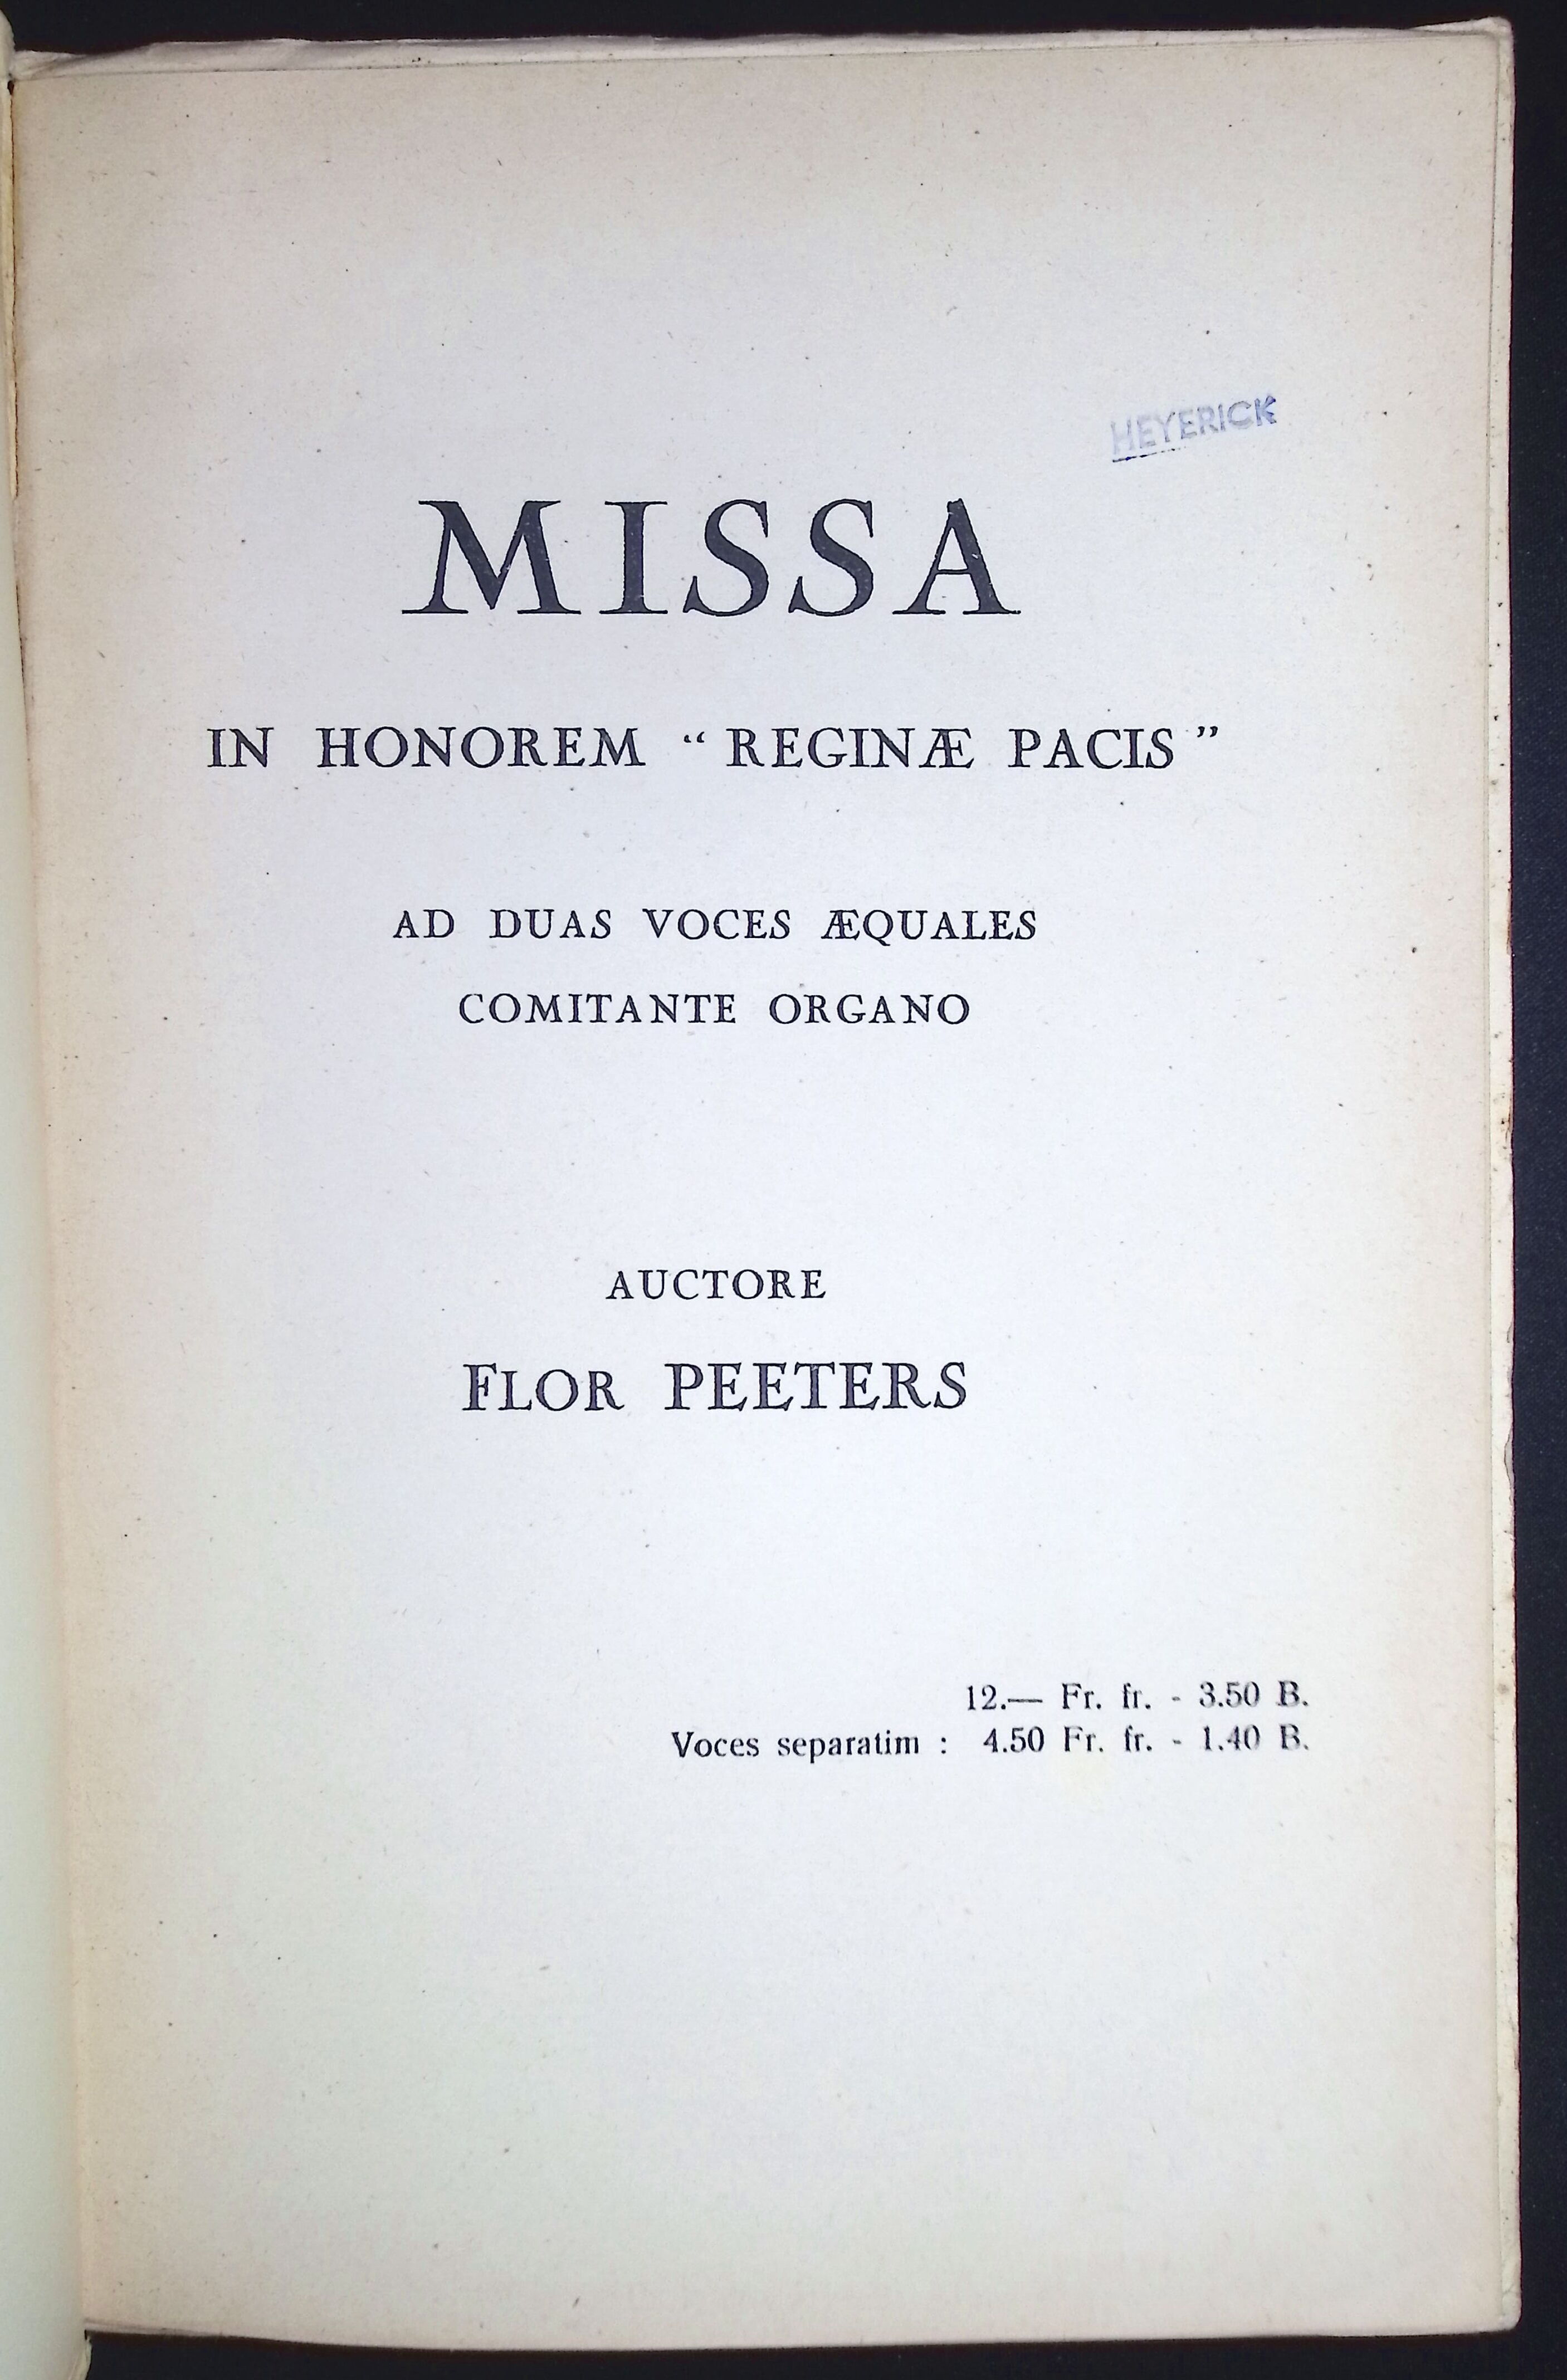 HEYERICK
MISSA
IN HONOREM “ REGINÆ PACIS ”
AD DUAS VOCES ÆQUALES
COMITANTE ORGANO
AUCTORE
FLOR PEETERS
12.— Fr. fr. - 3.50 B.
Voces separatim : 4.50 Fr. fr. - 1.40 B.